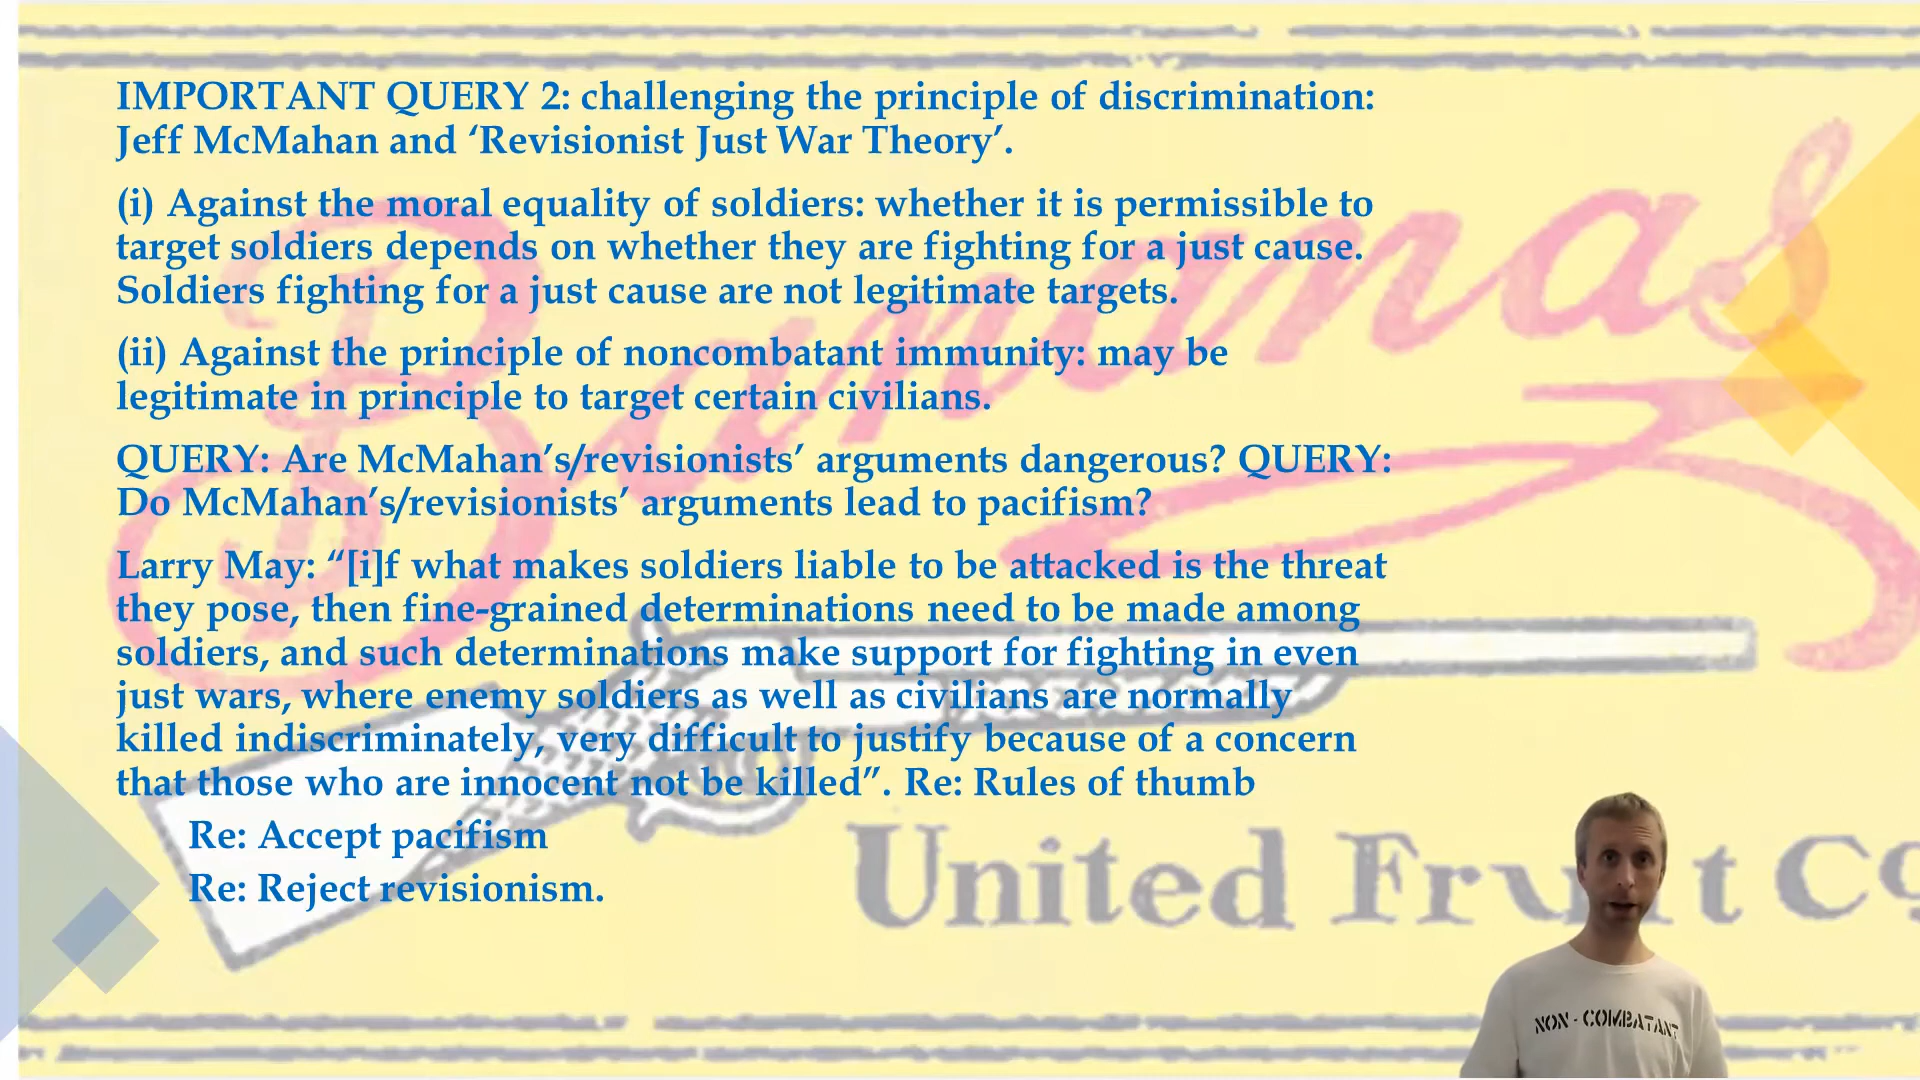 IMPORTANT QUERY 2: challenging the principle of discrimination:
Jeff McMahan and ‘Revisionist Just War Theory’.
(i) Against the moral equality of soldiers: whether it is permissible to
target soldiers depends on whether they are fighting for a just cause.
Soldiers fighting for a just cause are not legitimate targets.
(ii) Against the principle of noncombatant immunity: may be
legitimate in principle to target certain civilians.
QUERY: Are McMahan’s/revisionists’ arguments dangerous? QUERY:
Do McMahan’s/revisionists’ arguments lead to pacifism?
Larry May: “[i]f what makes soldiers liable to be attacked is the threat
they pose, then fine-grained determinations need to be made among
soldiers, and such determinations make support for fighting in even
just wars, where enemy soldiers as well as civilians are normally
killed indiscriminately, very difficult to justify because of a concern
that those who are innocent not be killed”. Re: Rules of thumb
Re: Accept pacifism
Re: Reject revisionism.
Bananas
United Fruit Co
NON-COMBATANT